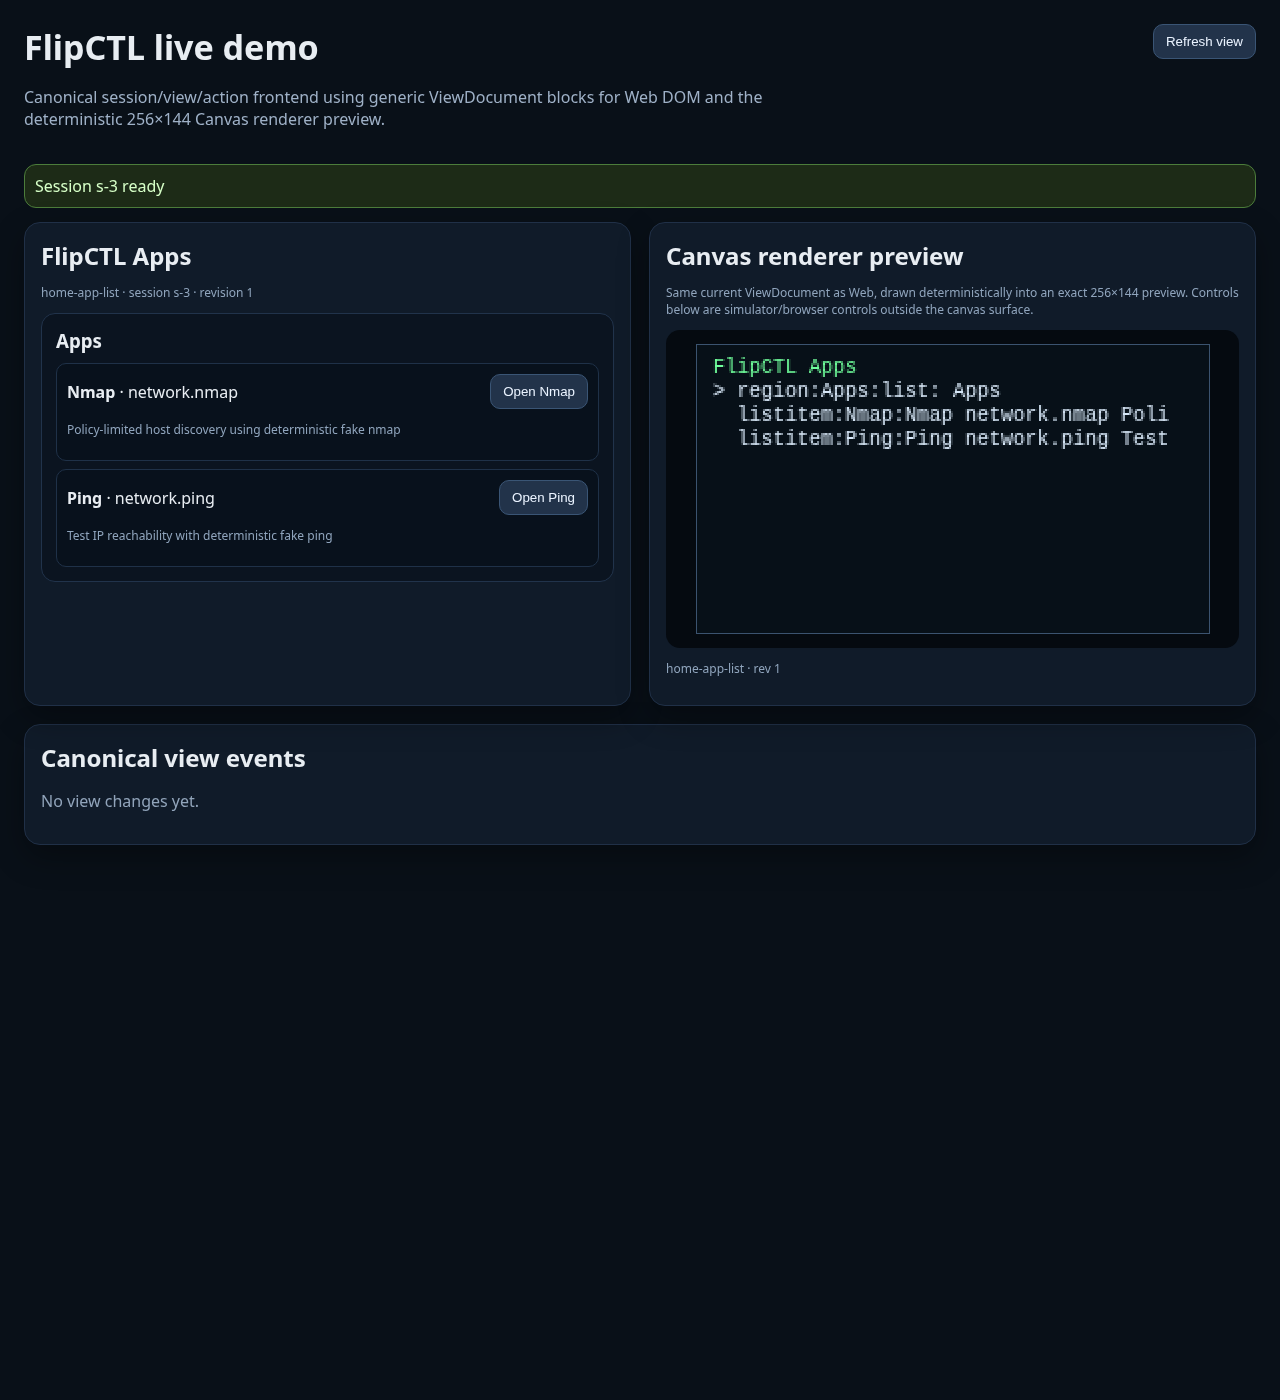 FlipCTL live demo
Refresh view
Canonical session/view/action frontend using generic ViewDocument blocks for Web DOM and the
deterministic 256×144 Canvas renderer preview.
Session s-3 ready
FlipCTL Apps
home-app-list · session s-3 · revision 1
Apps
Nmap · network.nmap
Open Nmap
Policy-limited host discovery using deterministic fake nmap
Ping · network.ping
Open Ping
Test IP reachability with deterministic fake ping
Canvas renderer preview
Same current ViewDocument as Web, drawn deterministically into an exact 256×144 preview. Controls
below are simulator/browser controls outside the canvas surface.
FlipCTL Apps
> region:Apps:list: Apps
listitem:Nmap:Nmap network.nmap Poli
listitem:Ping:Ping network.ping Test
home-app-list · rev 1
Canonical view events
No view changes yet.